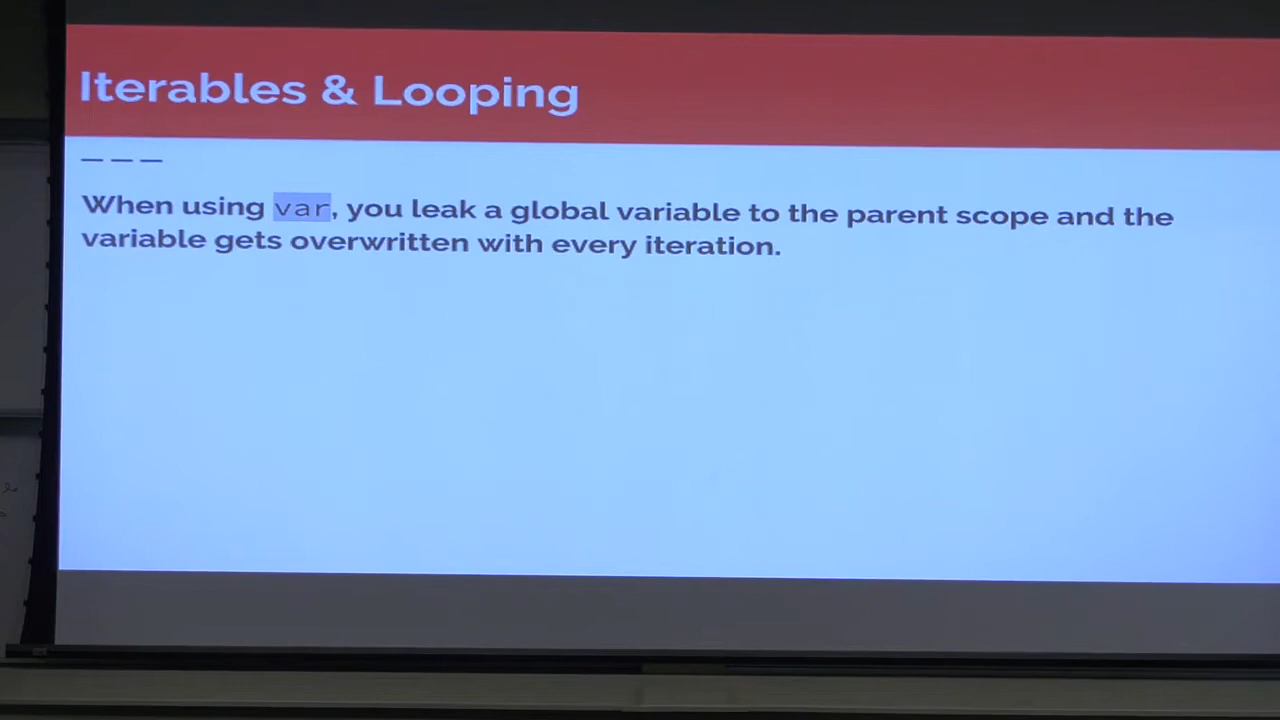 Iterables & Looping
When using var, you leak a global variable to the parent scope and the
variable gets overwritten with every iteration.